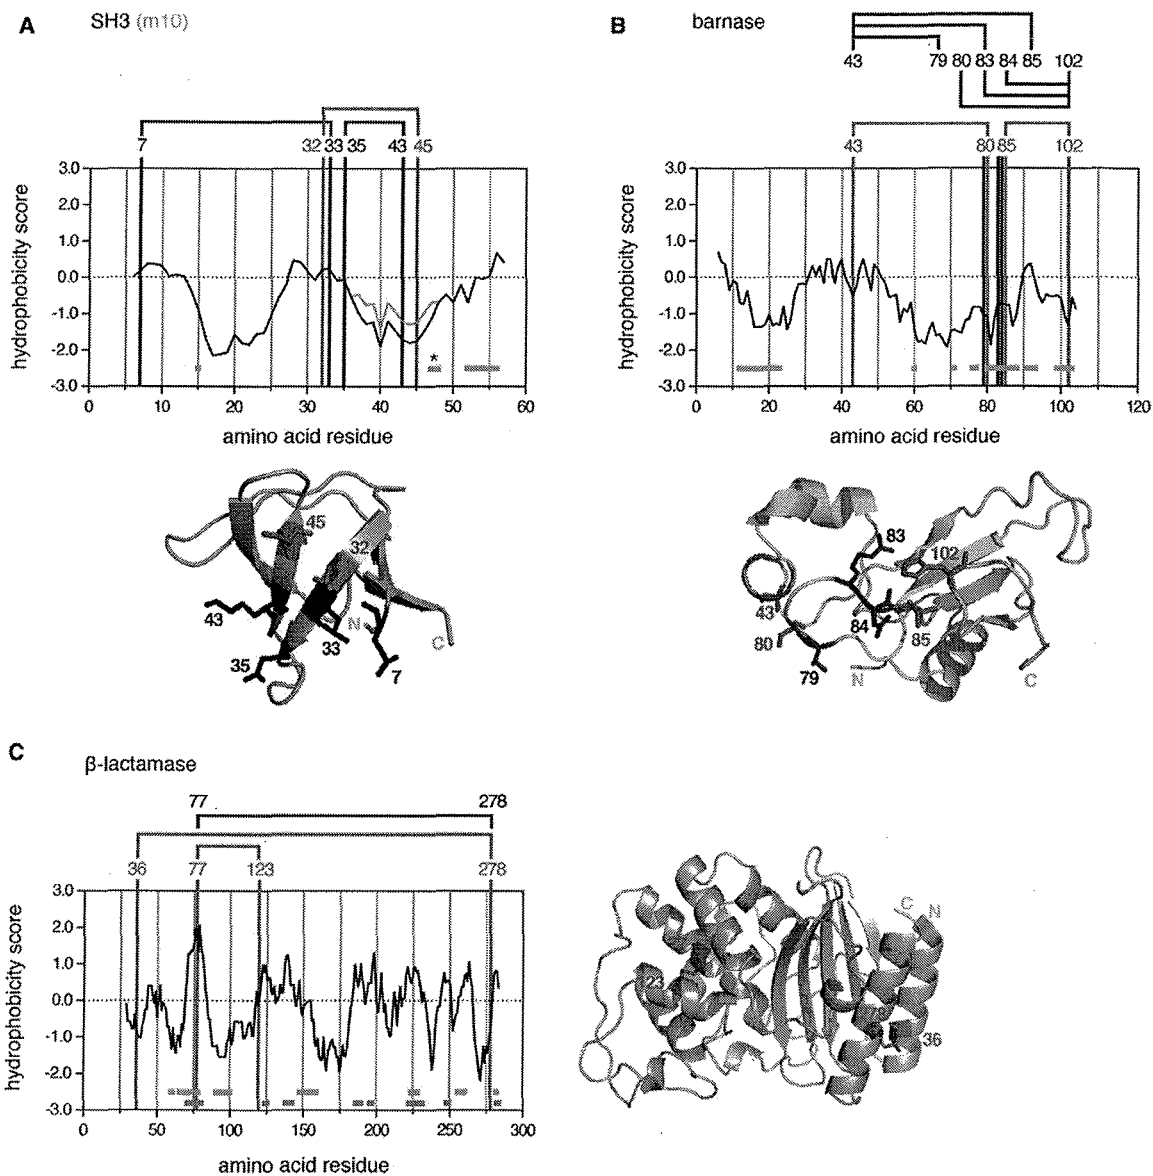 A
SH3 (m10)
7 32 33 35 43 45
3.0
2.0
1.0
0.0
-1.0
-2.0
-3.0
hydrophobicity score
*
0 10 20 30 40 50 60
amino acid residue
45
32
43
33
N
C
35
7
B
barnase
43 79 80 83 84 85 102
43 80 85 102
3.0
2.0
1.0
0.0
-1.0
-2.0
-3.0
hydrophobicity score
0 20 40 60 80 100 120
amino acid residue
83
102
43
84
85
80
79
N
C
C
β-lactamase
77 278
36 77 123 278
3.0
2.0
1.0
0.0
-1.0
-2.0
-3.0
hydrophobicity score
0 50 100 150 200 250 300
amino acid residue
C N
36